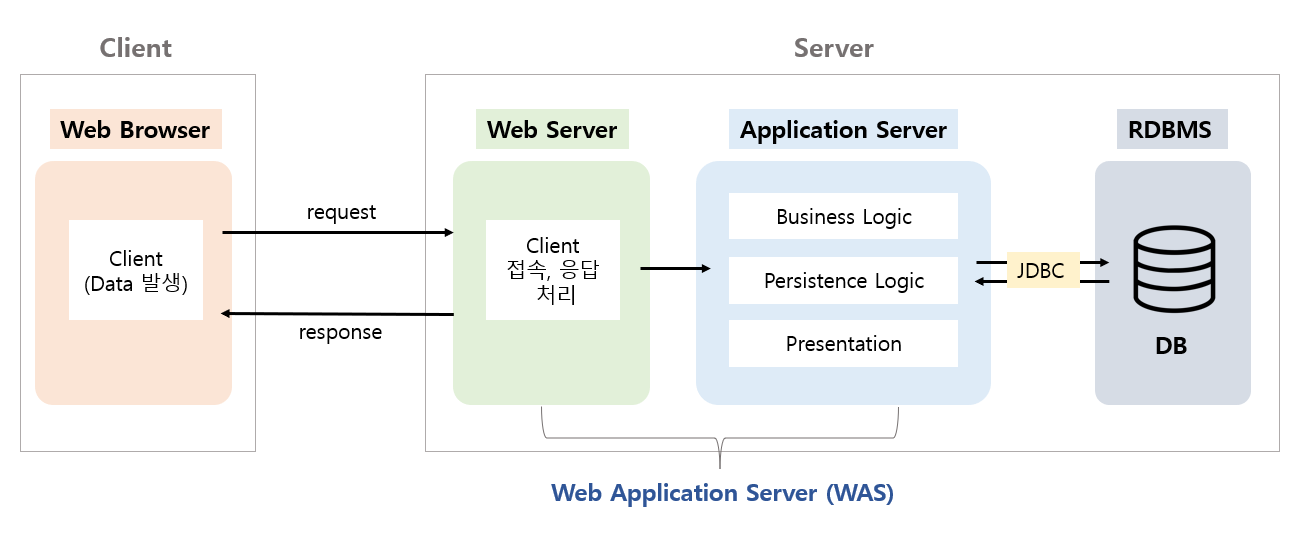 Client
Server
Web Browser
Web Server
Application Server
RDBMS
Client
(Data 발생)
request
response
Client
접속, 응답
처리
Business Logic
Persistence Logic
Presentation
JDBC
DB
Web Application Server (WAS)